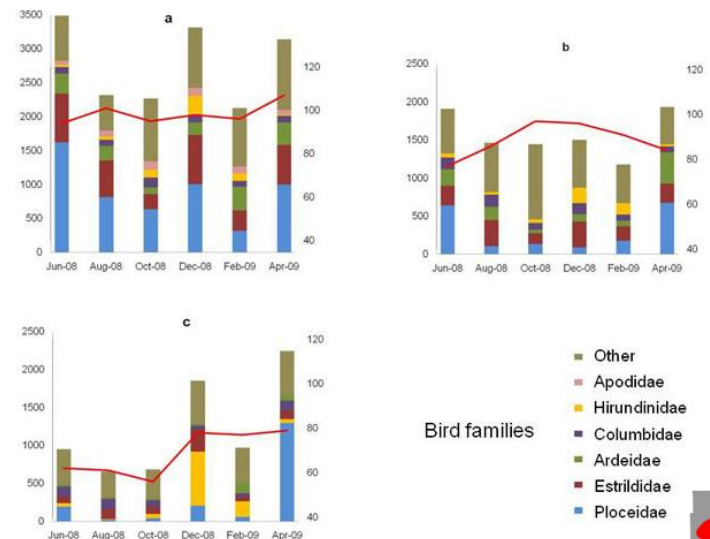 a
3500
3000
2500
2000
1500
1000
500
0
120
100
80
60
40
Jun-08 Aug-08 Oct-08 Dec-08 Feb-09 Apr-09
b
2500
2000
1500
1000
500
0
120
100
80
60
40
Jun-08 Aug-08 Oct-08 Dec-08 Feb-09 Apr-09
c
2500
2000
1500
1000
500
0
120
100
80
60
40
Jun-08 Aug-08 Oct-08 Dec-08 Feb-09 Apr-09
Bird families
Other
Apodidae
Hirundinidae
Columbidae
Ardeidae
Estrildidae
Ploceidae